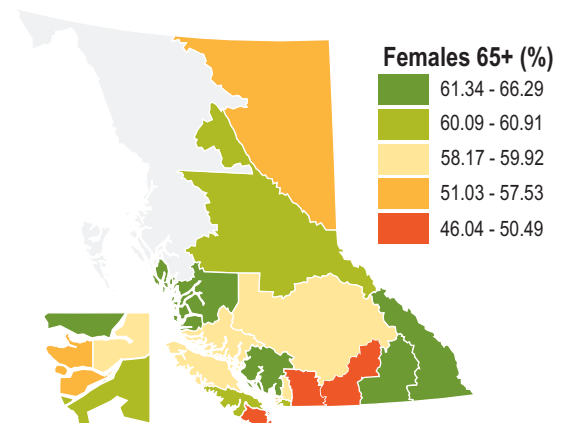 Females 65+ (%)
61.34 - 66.29
60.09 - 60.91
58.17 - 59.92
51.03 - 57.53
46.04 - 50.49